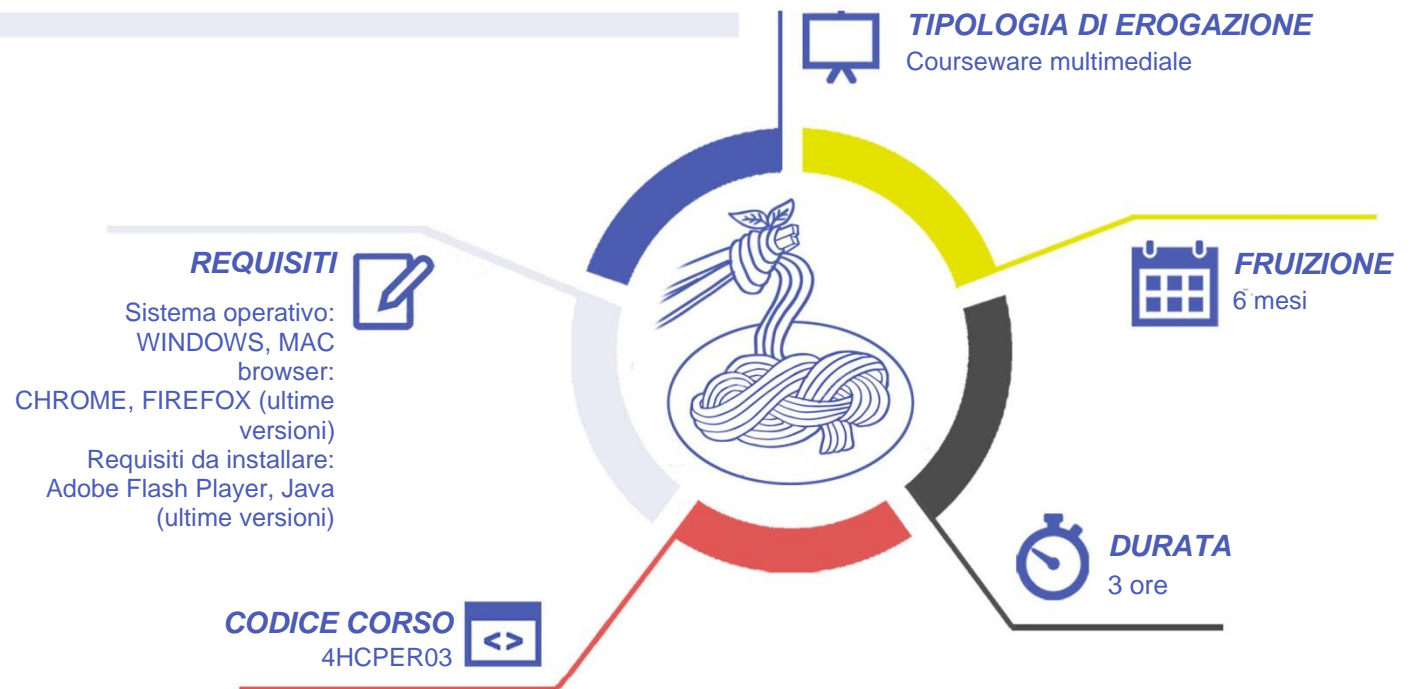 TIPOLOGIA DI EROGAZIONE
Courseware multimediale
REQUISITI
Sistema operativo:
WINDOWS, MAC
browser:
CHROME, FIREFOX (ultime
versioni)
Requisiti da installare:
Adobe Flash Player, Java
(ultime versioni)
FRUIZIONE
6 mesi
DURATA
3 ore
CODICE CORSO
4HCPER03
<>